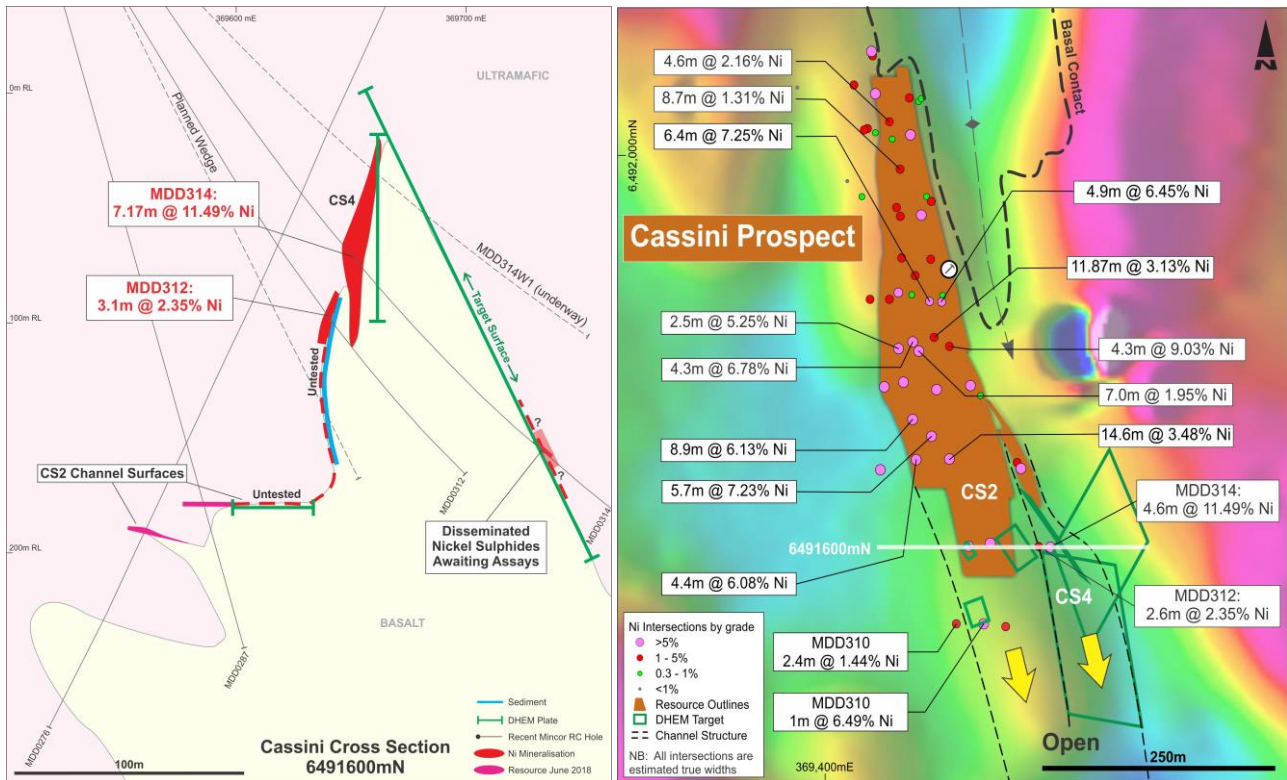 369600 mE
369700 mE
ULTRAMAFIC
0m RL
Planned Wedge
MDD314:
7.17m @ 11.49% Ni
CS4
MDD314W1 (underway)
Target Surface
MDD312:
3.1m @ 2.35% Ni
100m RL
Untested
?
?
CS2 Channel Surfaces
Untested
MDD0312
MDD0314
Disseminated
Nickel Sulphides
Awaiting Assays
200m RL
BASALT
MDD0287
MDD0276
Sediment
DHEM Plate
Recent Mincor RC Hole
Ni Mineralisation
Resource June 2018
100m
Cassini Cross Section
6491600mN
N
Basal Contact
4.6m @ 2.16% Ni
8.7m @ 1.31% Ni
6.4m @ 7.25% Ni
6,492,000mN
4.9m @ 6.45% Ni
Cassini Prospect
11.87m @ 3.13% Ni
2.5m @ 5.25% Ni
4.3m @ 9.03% Ni
4.3m @ 6.78% Ni
7.0m @ 1.95% Ni
8.9m @ 6.13% Ni
14.6m @ 3.48% Ni
5.7m @ 7.23% Ni
CS2
MDD314:
4.6m @ 11.49% Ni
6491600mN
4.4m @ 6.08% Ni
CS4
MDD312:
2.6m @ 2.35% Ni
Ni Intersections by grade
>5%
1 - 5%
0.3 - 1%
<1%
Resource Outlines
DHEM Target
Channel Structure
NB: All intersections are
estimated true widths
MDD310
2.4m @ 1.44% Ni
MDD310
1m @ 6.49% Ni
Open
250m
369,400mE